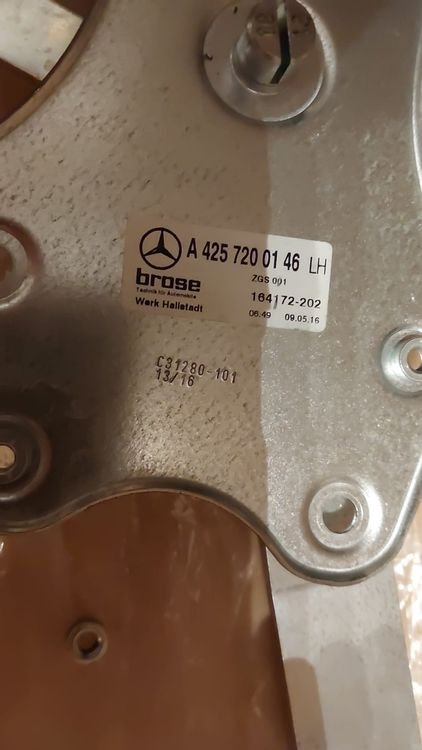 A 425 720 01 46 LH
ZGS 001
brose
Technik für Automobile
164172-202
Werk Hallstadt
06:49 09.05.16
C31280-101
13/16